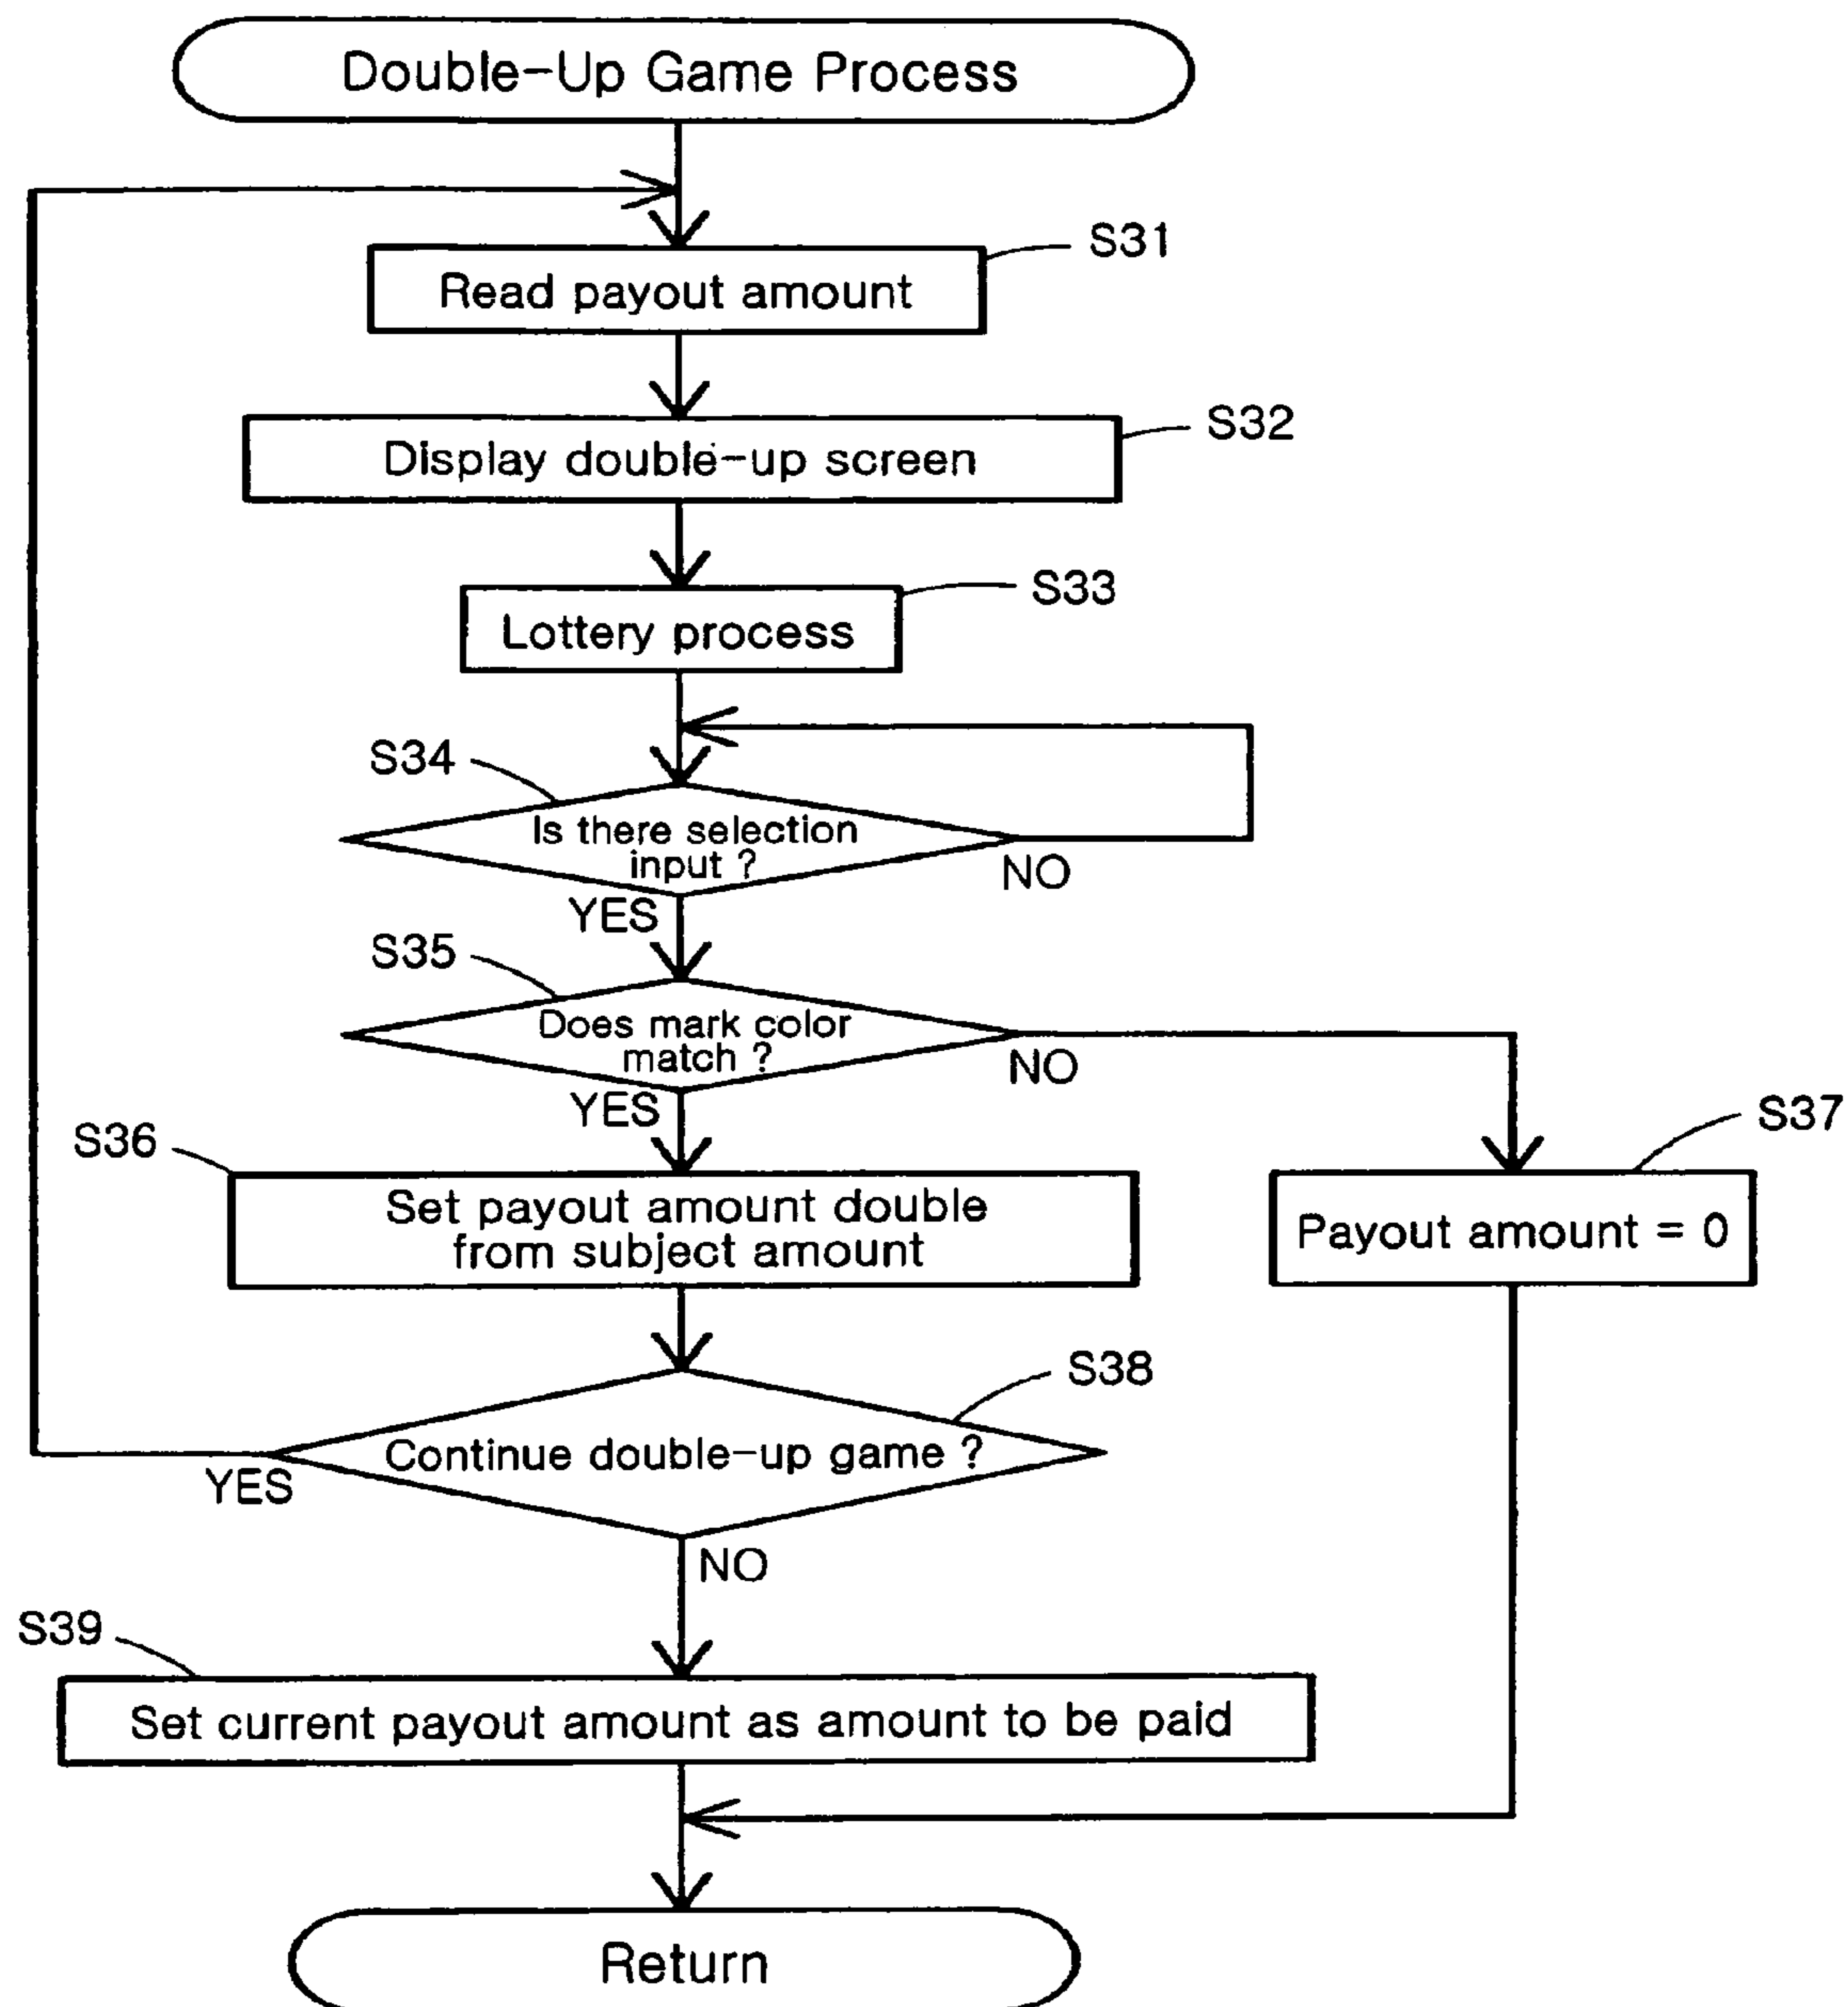 Double-Up Game Process
S31
Read payout amount
S32
Display double-up screen
S33
Lottery process
S34
Is there selection
input ?
NO
YES
S35
Does mark color
match ?
NO
YES
S36
Set payout amount double
from subject amount
S37
Payout amount = 0
S38
Continue double-up game ?
YES
NO
S39
Set current payout amount as amount to be paid
Return